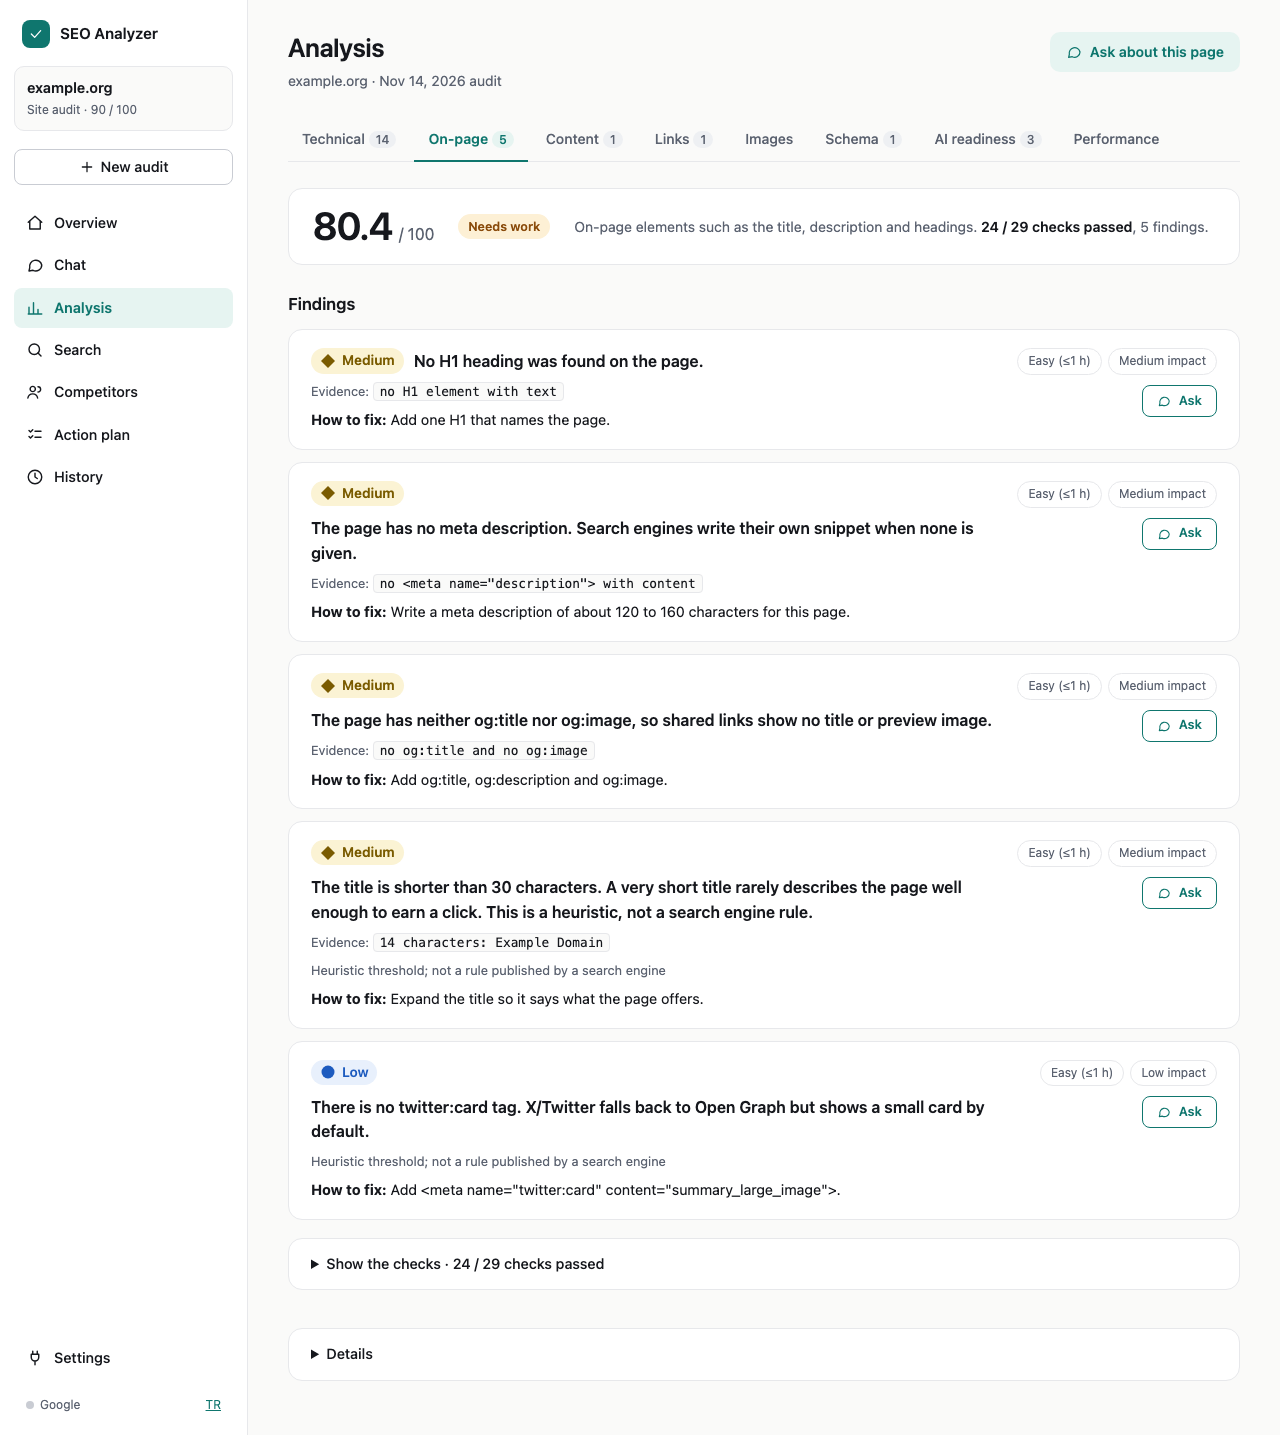 SEO Analyzer
example.org
Site audit · 90 / 100
+ New audit
Overview
Chat
Analysis
Search
Competitors
Action plan
History
Settings
Google
TR
Analysis
example.org · Nov 14, 2026 audit
Ask about this page
Technical 14 On-page 5 Content 1 Links 1 Images Schema 1 AI readiness 3 Performance
80.4 / 100 Needs work On-page elements such as the title, description and headings. 24 / 29 checks passed, 5 findings.
Findings
Medium No H1 heading was found on the page. Easy (≤1 h) Medium impact
Evidence: no H1 element with text
Ask
How to fix: Add one H1 that names the page.
Medium Easy (≤1 h) Medium impact
The page has no meta description. Search engines write their own snippet when none is
given.
Ask
Evidence: no <meta name="description"> with content
How to fix: Write a meta description of about 120 to 160 characters for this page.
Medium Easy (≤1 h) Medium impact
The page has neither og:title nor og:image, so shared links show no title or preview image.
Ask
Evidence: no og:title and no og:image
How to fix: Add og:title, og:description and og:image.
Medium Easy (≤1 h) Medium impact
The title is shorter than 30 characters. A very short title rarely describes the page well
enough to earn a click. This is a heuristic, not a search engine rule.
Ask
Evidence: 14 characters: Example Domain
Heuristic threshold; not a rule published by a search engine
How to fix: Expand the title so it says what the page offers.
Low Easy (≤1 h) Low impact
There is no twitter:card tag. X/Twitter falls back to Open Graph but shows a small card by
default.
Ask
Heuristic threshold; not a rule published by a search engine
How to fix: Add <meta name="twitter:card" content="summary_large_image">.
Show the checks · 24 / 29 checks passed
Details